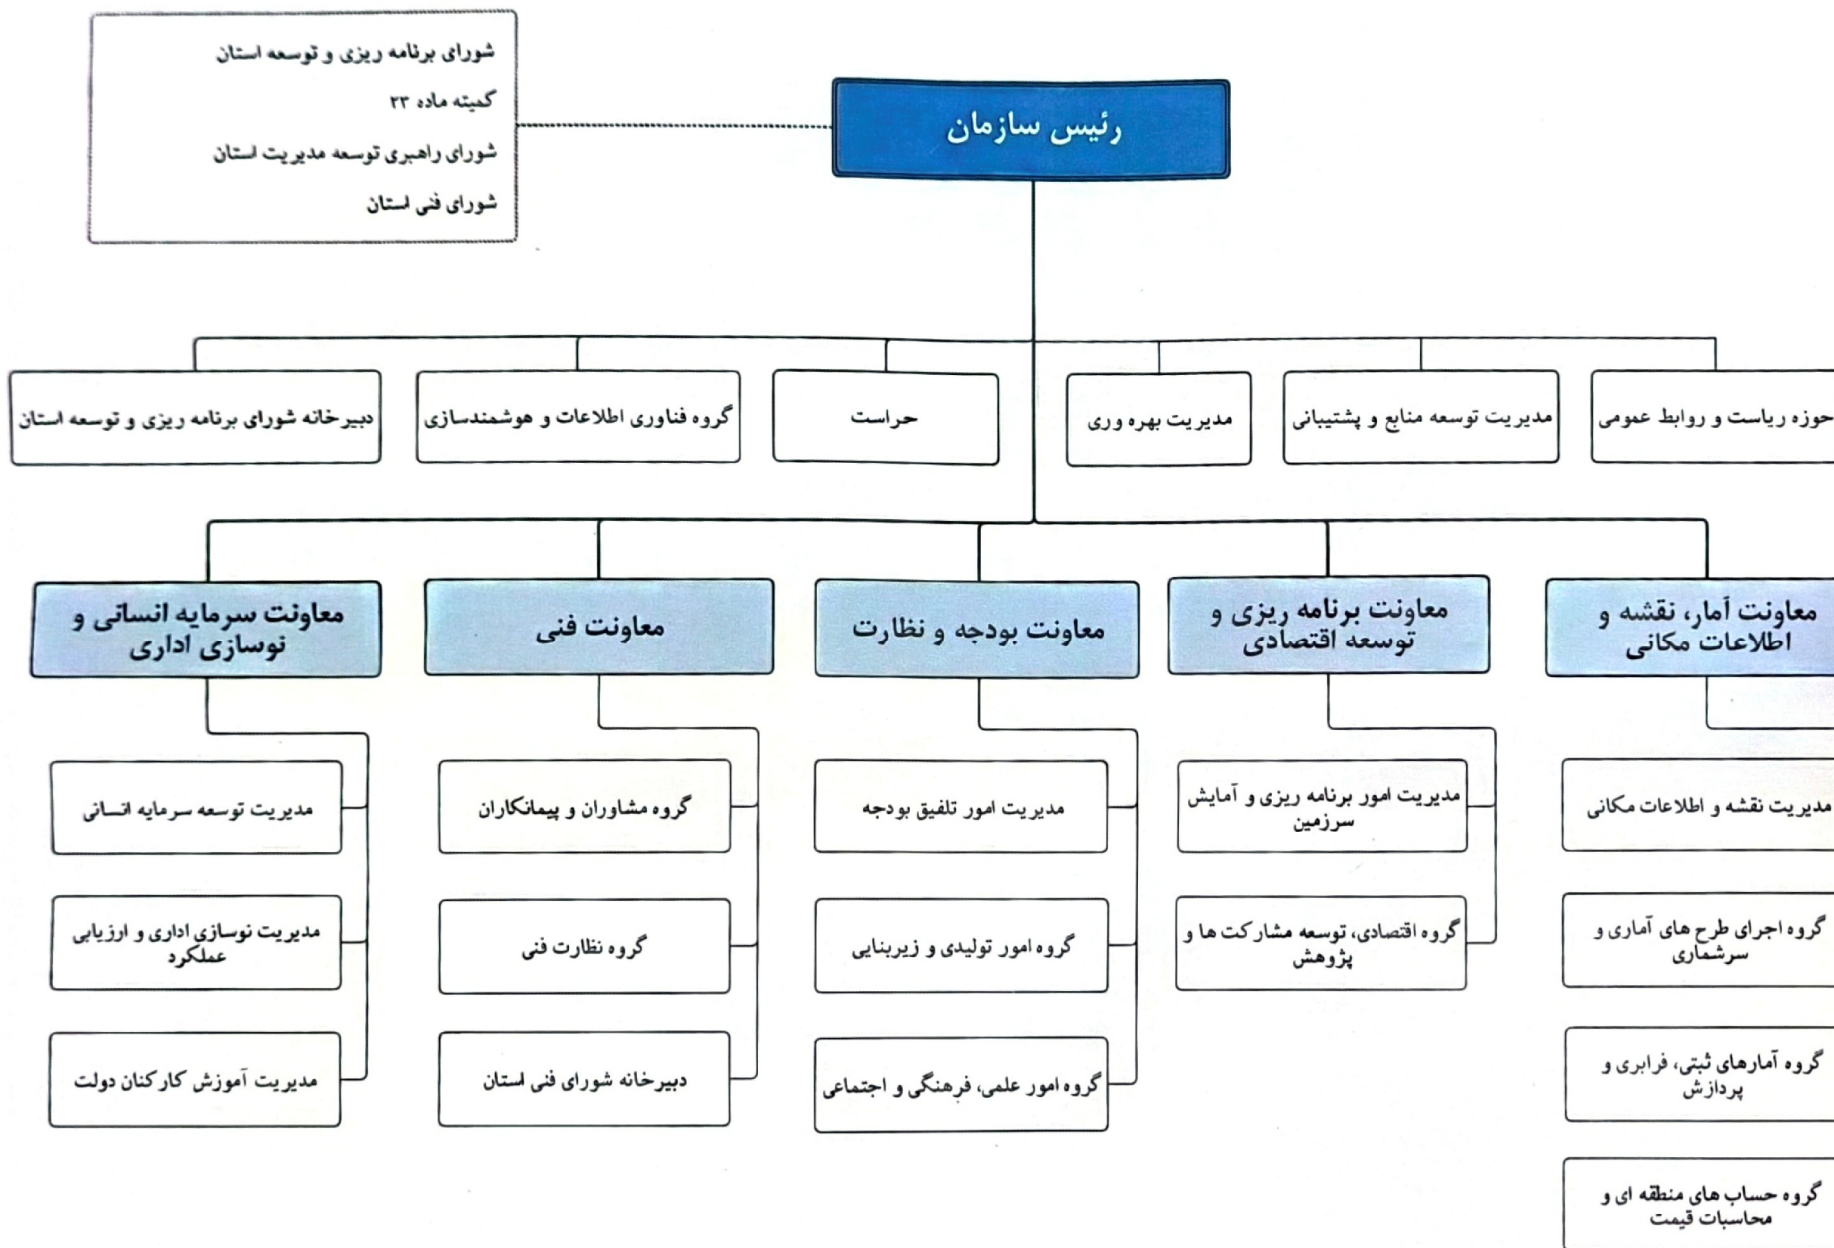 شورای برنامه ریزی و توسعه استان
کمیته ماده ۲۳
شورای راهبری توسعه مدیریت استان
شورای فنی استان
رئیس سازمان
حوزه ریاست و روابط عمومی
مدیریت توسعه منابع و پشتیبانی
مدیریت بهره وری
حراست
گروه فناوری اطلاعات و هوشمندسازی
دبیرخانه شورای برنامه ریزی و توسعه استان
معاونت آمار، نقشه و
اطلاعات مکانی
مدیریت نقشه و اطلاعات مکانی
گروه اجرای طرح های آماری و
سرشماری
گروه آمارهای ثبتی، فرابری و
پردازش
گروه حساب های منطقه ای و
محاسبات قیمت
معاونت برنامه ریزی و
توسعه اقتصادی
مدیریت امور برنامه ریزی و آمایش
سرزمین
گروه اقتصادی، توسعه مشارکت ها و
پژوهش
معاونت بودجه و نظارت
مدیریت امور تلفیق بودجه
گروه امور تولیدی و زیربنایی
گروه امور علمی، فرهنگی و اجتماعی
معاونت فنی
گروه مشاوران و پیمانکاران
گروه نظارت فنی
دبیرخانه شورای فنی استان
معاونت سرمایه انسانی و
نوسازی اداری
مدیریت توسعه سرمایه انسانی
مدیریت نوسازی اداری و ارزیابی
عملکرد
مدیریت آموزش کارکنان دولت